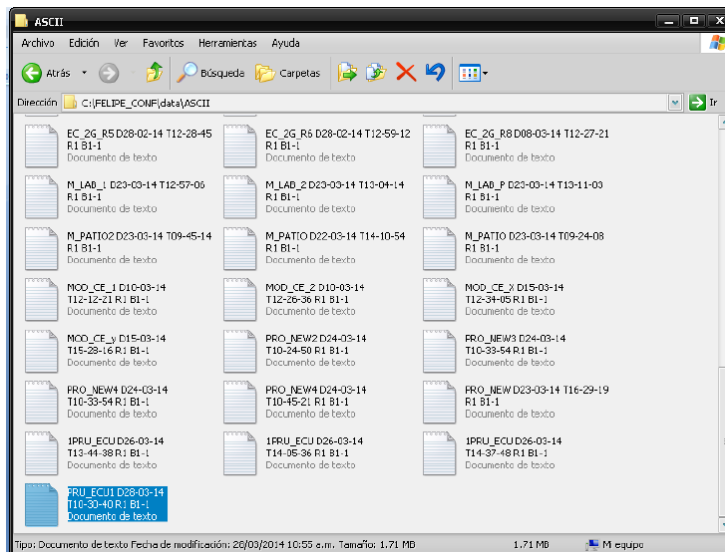 ASCII
Archivo Edición Ver Favoritos Herramientas Ayuda
Atrás Búsqueda Carpetas
Dirección C:\FELIPE_CONF\data\ASCII Ir
EC_2G_R5 D28-02-14 T12-28-45 EC_2G_R6 D28-02-14 T12-59-12 EC_2G_R8 D08-03-14 T12-27-21
R1 B1-1 R1 B1-1 R1 B1-1
Documento de texto Documento de texto Documento de texto
M_LAB_1 D23-03-14 T12-57-06 M_LAB_2 D23-03-14 T13-04-14 M_LAB_P D23-03-14 T13-11-03
R1 B1-1 R1 B1-1 R1 B1-1
Documento de texto Documento de texto Documento de texto
M_PATIO2 D23-03-14 T09-45-14 M_PATIO D22-03-14 T14-10-54 M_PATIO D23-03-14 T09-24-08
R1 B1-1 R1 B1-1 R1 B1-1
Documento de texto Documento de texto Documento de texto
MOD_CE_1 D10-03-14 MOD_CE_2 D10-03-14 MOD_CE_X D15-03-14
T12-12-21 R1 B1-1 T12-26-36 R1 B1-1 T12-34-05 R1 B1-1
Documento de texto Documento de texto Documento de texto
MOD_CE_y D15-03-14 PRO_NEW2 D24-03-14 PRO_NEW3 D24-03-14
T15-28-16 R1 B1-1 T10-24-50 R1 B1-1 T10-33-54 R1 B1-1
Documento de texto Documento de texto Documento de texto
PRO_NEW4 D24-03-14 PRO_NEW4 D24-03-14 PRO_NEW D23-03-14 T16-29-19
T10-33-54 R1 B1-1 T10-45-21 R1 B1-1 R1 B1-1
Documento de texto Documento de texto Documento de texto
1PRU_ECU D26-03-14 1PRU_ECU D26-03-14 1PRU_ECU D26-03-14
T13-44-38 R1 B1-1 T14-05-36 R1 B1-1 T14-37-48 R1 B1-1
Documento de texto Documento de texto Documento de texto
PRU_ECU1 D28-03-14
T10-30-40 R1 B1-1
Documento de texto
Tipo: Documento de texto Fecha de modificación: 28/03/2014 10:55 a.m. Tamaño: 1.71 MB 1.71 MB Mi equipo